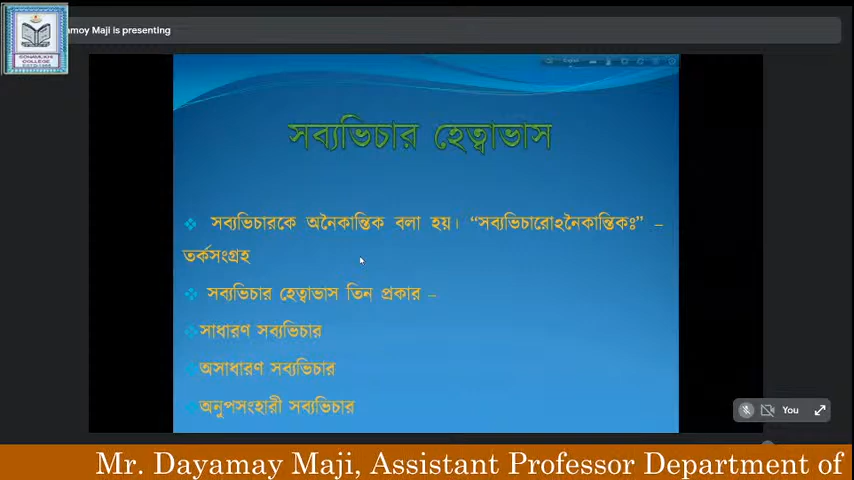 amoy Maji is presenting
সব্যভিচার হেত্বাভাস
সব্যভিচারকে অনৈকান্তিক বলা হয়। “সব্যভিচারোঽনৈকান্তিকঃ” –
তর্কসংগ্রহ
সব্যভিচার হেত্বাভাস তিন প্রকার –
সাধারণ সব্যভিচার
অসাধারণ সব্যভিচার
অনুপসংহারী সব্যভিচার
You
Mr. Dayamay Maji, Assistant Professor Department of